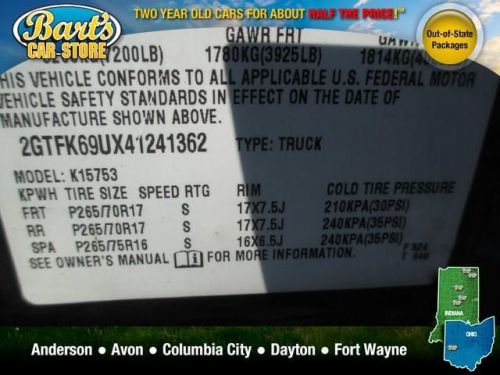 Bart's
CAR-STORE
TWO YEAR OLD CARS FOR ABOUT HALF THE PRICE!*
Out-of-State
Packages
GAWR FRT
7200LB)
1780KG(3925LB)
1814KG(
THIS VEHICLE CONFORMS TO ALL APPLICABLE U.S. FEDERAL MOTOR
VEHICLE SAFETY STANDARDS IN EFFECT ON THE DATE OF
MANUFACTURE SHOWN ABOVE.
2GTFK69UX41241362
TYPE: TRUCK
MODEL: K15753
KPWH TIRE SIZE SPEED RTG RIM COLD TIRE PRESSURE
FRT P265/70R17 S 17X7.5J 210KPA(30PSI)
RR P265/70R17 S 17X7.5J 240KPA(35PSI)
SPA P265/75R16 S 16X6.5J 240KPA(35PSI)
SEE OWNER'S MANUAL FOR MORE INFORMATION.
F 524
INDIANA
OHIO
Anderson • Avon • Columbia City • Dayton • Fort Wayne